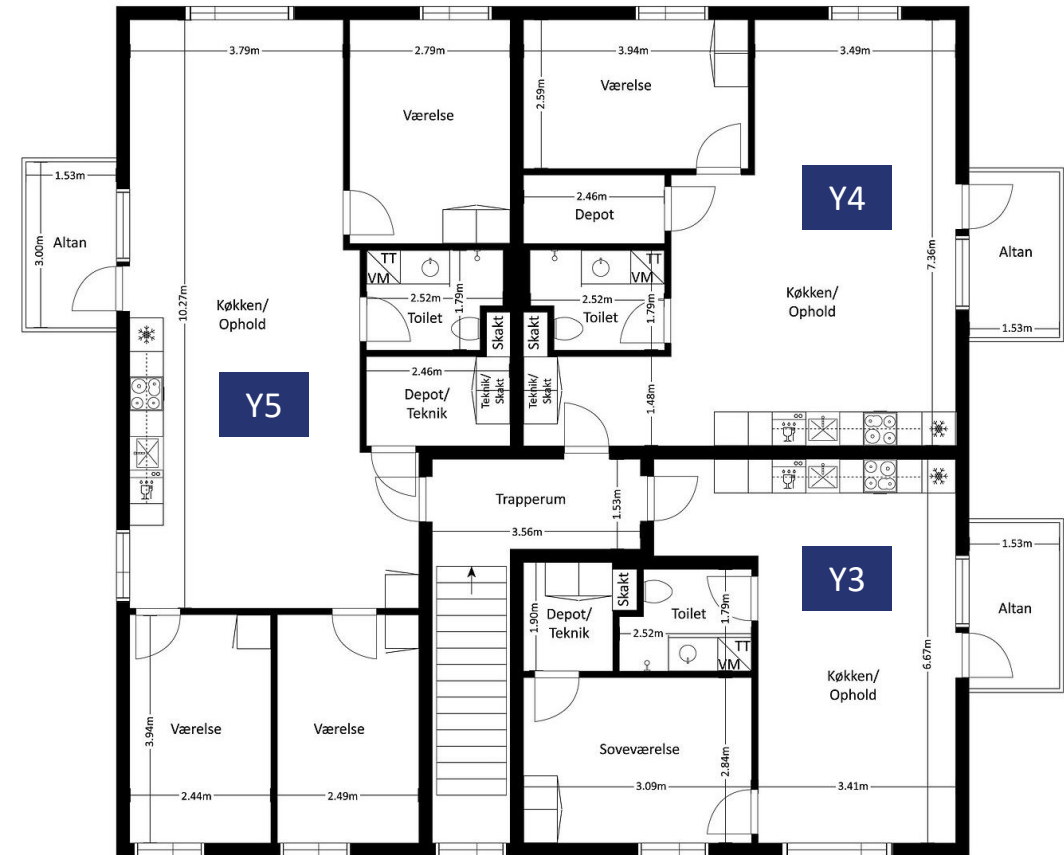 3.79m
2.79m
Værelse
10.27m
1.53m
3.00m
Altan
Køkken/
Ophold
Y5
TT
VM
2.52m
1.79m
Toilet
Skakt
2.46m
Depot/
Teknik
Teknik/
Skakt
3.94m
Værelse
2.44m
Værelse
2.49m
3.94m
2.59m
Værelse
3.49m
Y4
2.46m
Depot
7.36m
Altan
1.53m
Køkken/
Ophold
TT
VM
2.52m
1.79m
Toilet
Skakt
Teknik/
Skakt
1.48m
Trapperum
3.56m
1.53m
Y3
1.53m
Altan
1.90m
Depot/
Teknik
Skakt
Toilet
1.79m
2.52m
TT
VM
6.67m
Køkken/
Ophold
Soveværelse
2.84m
3.09m
3.41m